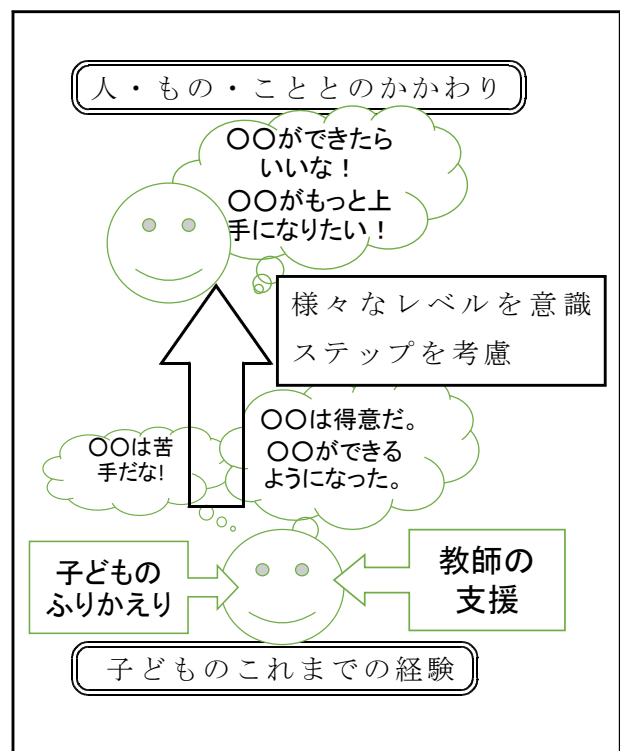 人・もの・こととのかかわり
〇〇ができたら
いいな！
〇〇がもっと上
手になりたい！
様々なレベルを意識
ステップを考慮
〇〇は苦
手だな!
〇〇は得意だ。
〇〇ができる
ようになった。
子どもの
ふりかえり
教師の
支援
子どものこれまでの経験